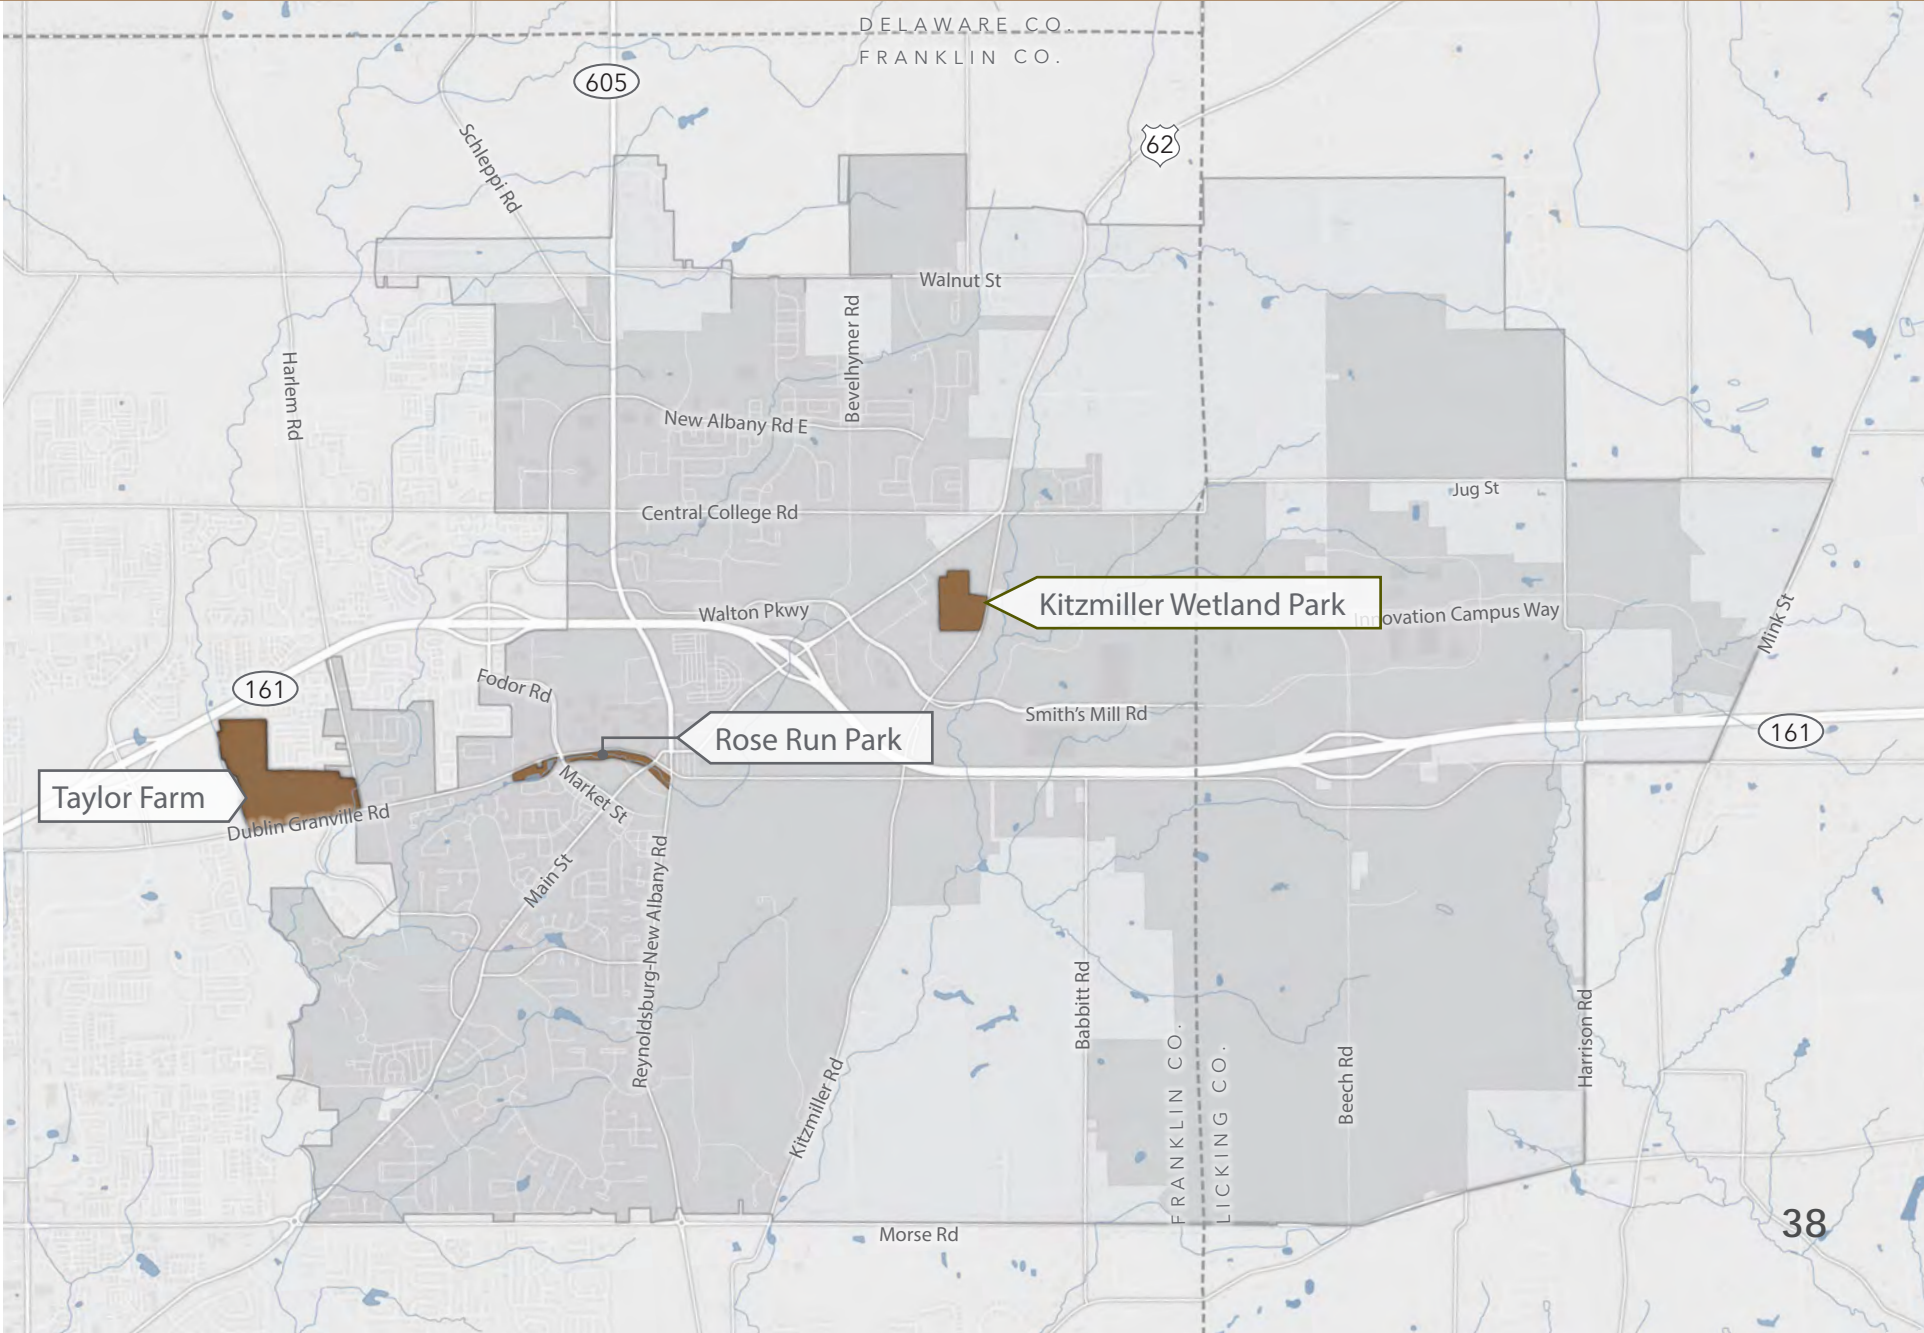 DELAWARE CO.
FRANKLIN CO.
605
62
Schleppi Rd
Walnut St
Bevelhymer Rd
Harlem Rd
New Albany Rd E
Jug St
Central College Rd
Kitzmiller Wetland Park
Walton Pkwy
Innovation Campus Way
Mink St
161
Fodor Rd
Smith's Mill Rd
Rose Run Park
161
Taylor Farm
Market St
Dublin Granville Rd
Main St
Reynoldsburg-New Albany Rd
Babbitt Rd
Harrison Rd
Kitzmiller Rd
Beech Rd
FRANKLIN CO.
LICKING CO.
Morse Rd
38